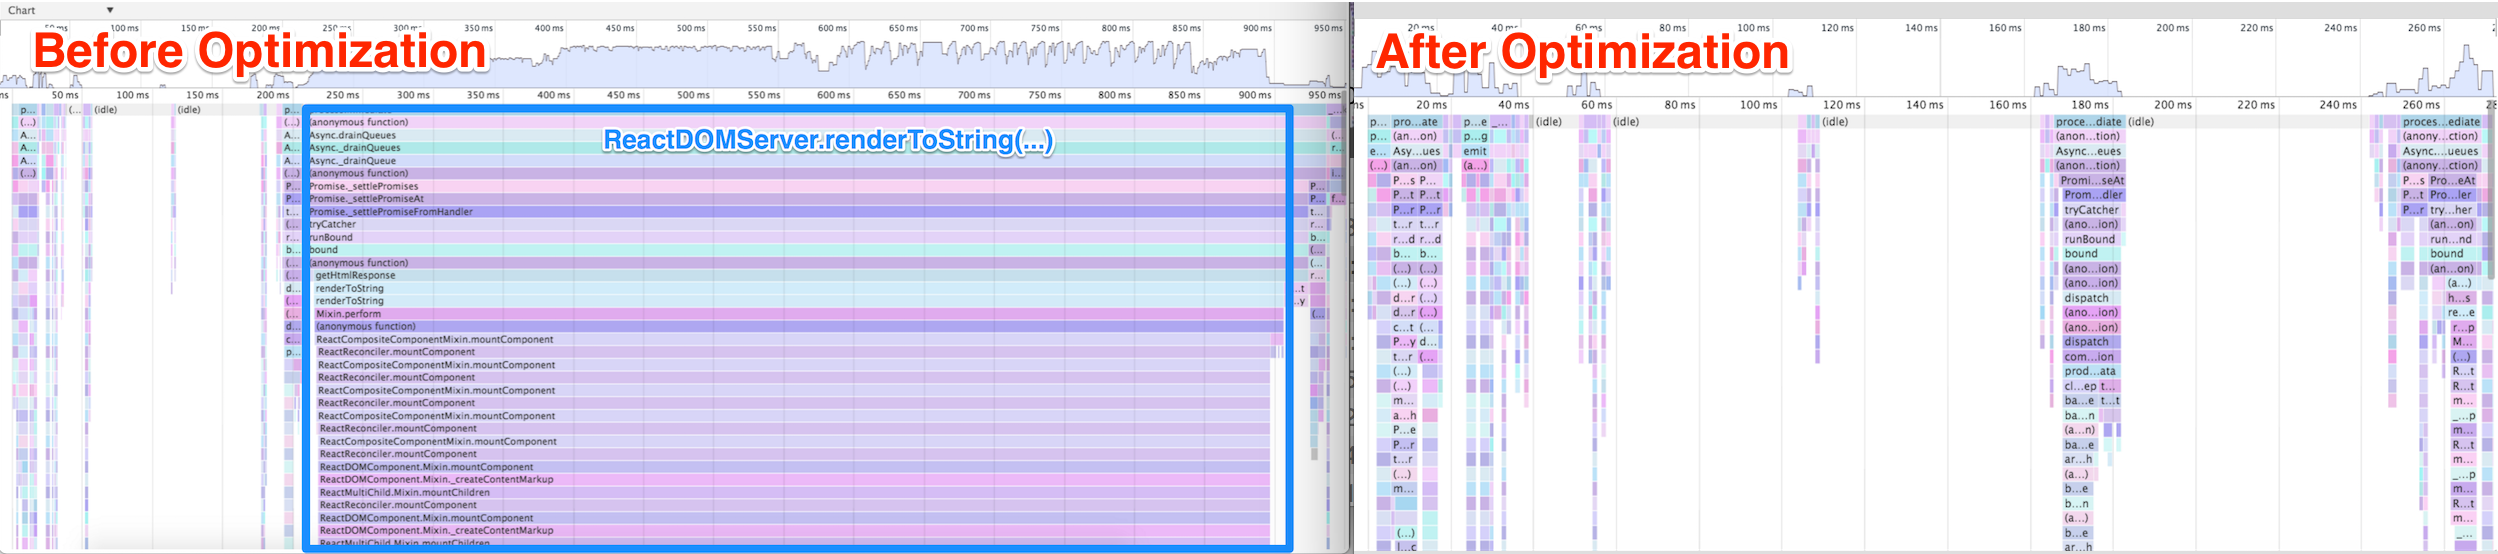 Chart ▼
100 ms 150 ms 200 ms 250 ms 300 ms 350 ms 400 ms 450 ms 500 ms 550 ms 600 ms 650 ms 700 ms 750 ms 800 ms 850 ms 900 ms 950 ms
Before Optimization
50 ms 100 ms 150 ms 200 ms 250 ms 300 ms 350 ms 400 ms 450 ms 500 ms 550 ms 600 ms 650 ms 700 ms 750 ms 800 ms 850 ms 900 ms 950 ms
p... (... (idle) (idle) p...
(...) (...) (anonymous function)
A... A... Async.drainQueues
ReactDOMServer.renderToString(...)
A... A... Async._drainQueues
A... A... Async._drainQueue
(...) (...) (anonymous function)
P... Promise._settlePromises P...
P... Promise._settlePromiseAt P... f...
t... Promise._settlePromiseFromHandler t...
(... tryCatcher r...
r... runBound b...
b... bound (...
(... (anonymous function) (...
(... getHtmlResponse r...
d... renderToString ...t
(... renderToString ...y
(... Mixin.perform (...
d... (anonymous function)
c... ReactCompositeComponentMixin.mountComponent
p... ReactReconciler.mountComponent
ReactCompositeComponentMixin.mountComponent
ReactReconciler.mountComponent
ReactCompositeComponentMixin.mountComponent
ReactReconciler.mountComponent
ReactCompositeComponentMixin.mountComponent
ReactReconciler.mountComponent
ReactCompositeComponentMixin.mountComponent
ReactReconciler.mountComponent
ReactDOMComponent.Mixin.mountComponent
ReactDOMComponent.Mixin._createContentMarkup
ReactMultiChild.Mixin.mountChildren
ReactReconciler.mountComponent
ReactDOMComponent.Mixin.mountComponent
ReactDOMComponent.Mixin._createContentMarkup
ReactMultiChild.Mixin.mountChildren
20 ms 40 ms 60 ms 80 ms 100 ms 120 ms 140 ms 160 ms 180 ms 200 ms 220 ms 240 ms 260 ms
After Optimization
20 ms 40 ms 60 ms 80 ms 100 ms 120 ms 140 ms 160 ms 180 ms 200 ms 220 ms 240 ms 260 ms
p... pro...ate p...e _... (idle) (idle) (idle) proce...diate (idle) proces...ediate
p... (an...on) p...g (anon...tion) (anony...ction)
e... Asy...ues emit Async...eues Async....ueues
(...) (an...on) (a...) (anon...tion) (anony...ction)
P...s P... Promi...seAt P...s Pro...eAt
P...t P...t Prom...dler P...t Pro...ler
P...r P...r tryCatcher P...r try...her
t...r t...r (ano...ion) (an...on)
r...d r...d runBound run...nd
b... b... bound bound
(...) (...) (ano...ion) (an...on)
(...) (...) (ano...ion) (a...)
d...r (...) dispatch h...s
d...r (...) (ano...ion) re...e
c...t (... (ano...ion) r...p
P...y d... dispatch M...
t...r (... com...ion (...)
(...) prod...ata R...t
(...) cl...ep t... R...t
m... ba...e t...t m...
a...h ba...n _...p
P...e (a...n) m...
P...r ba...e R...t
t...r ar...h m...
(...) (a...) _...p
m... b...e m...
b...n R...t
(a...) m...
(...) b...e _...
l...c ar...h